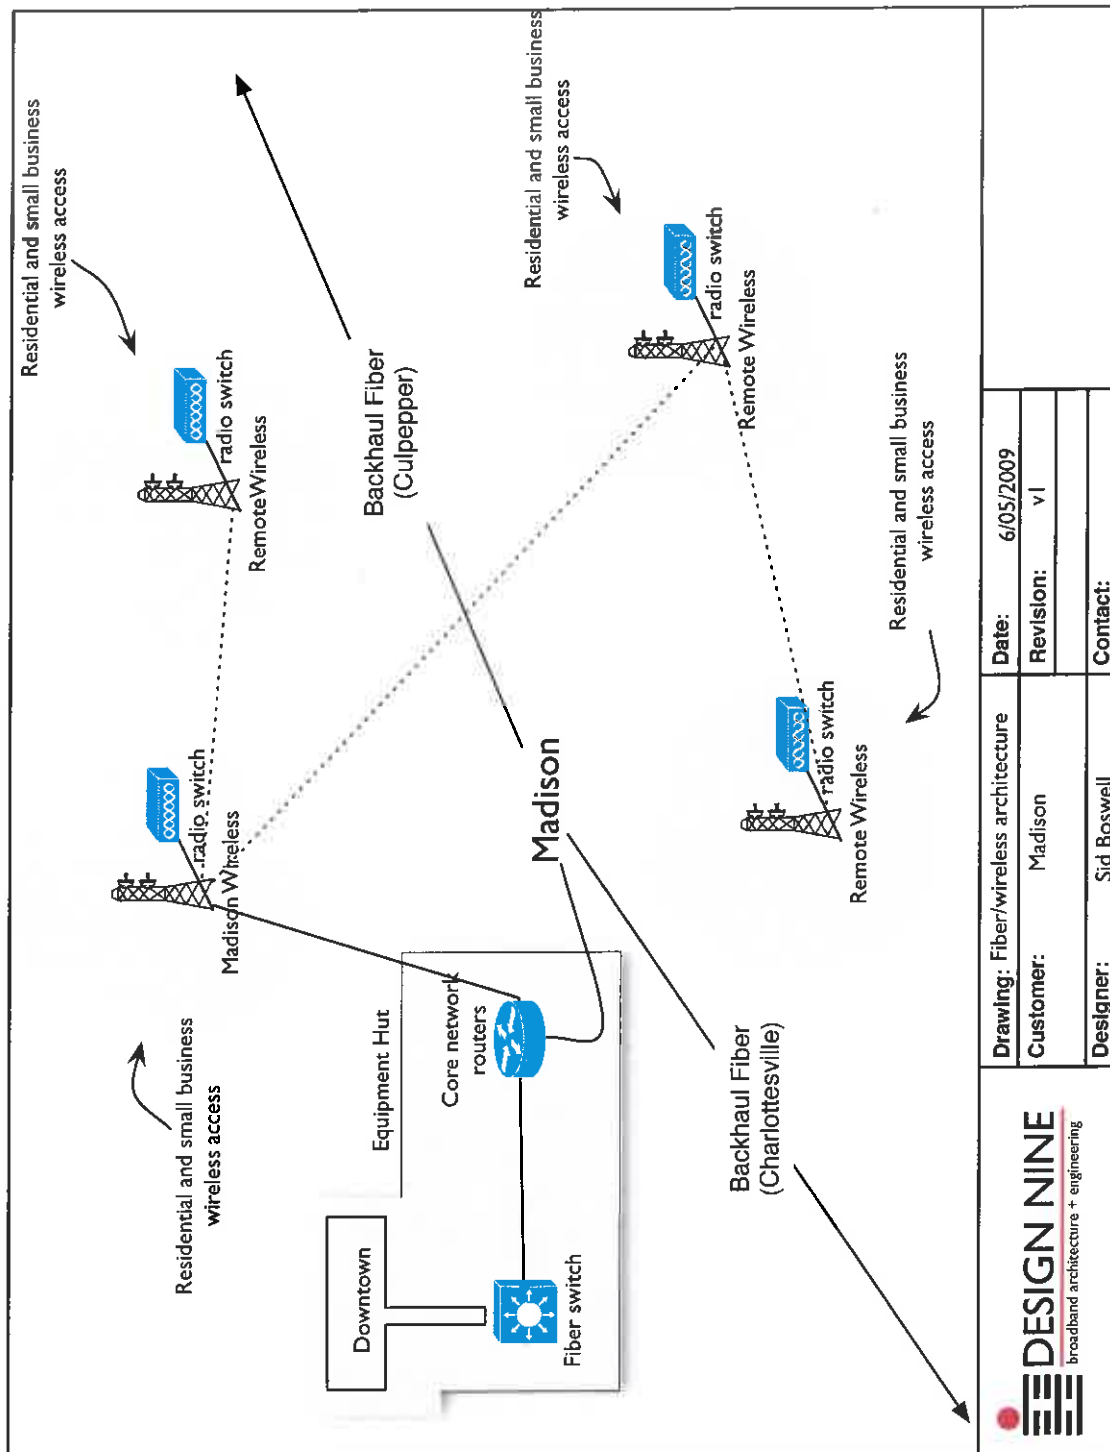 Residential and small business
wireless access
Madison Wireless
radio switch
Remote Wireless
radio switch
Residential and small business
wireless access
Downtown
Equipment Hut
Core network
routers
Fiber switch
Backhaul Fiber
(Culpepper)
Madison
Backhaul Fiber
(Charlottesville)
Residential and small business
wireless access
Remote Wireless
radio switch
Remote Wireless
radio switch
Residential and small business
wireless access
DESIGN NINE
broadband architecture + engineering
Drawing: Fiber/wireless architecture
Date: 6/05/2009
Customer: Madison
Revision: v1
Designer: Sid Boswell
Contact: